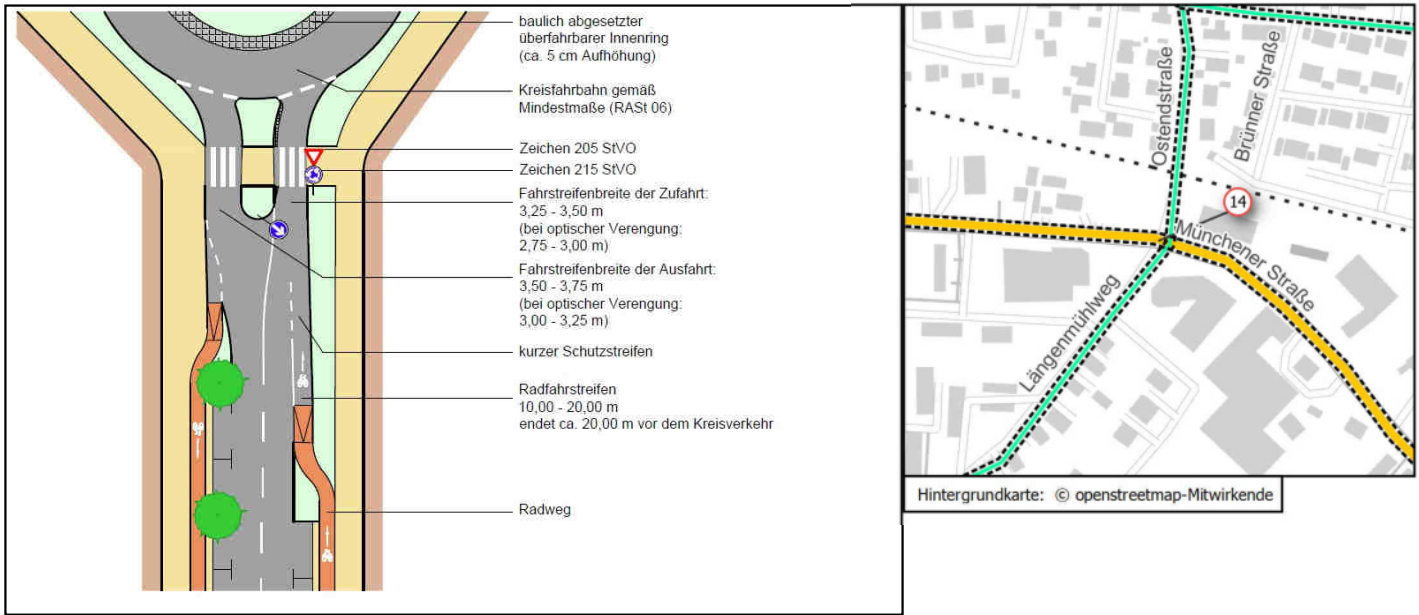 baulich abgesetzter
überfahrbarer Innenring
(ca. 5 cm Aufhöhung)
Kreisfahrbahn gemäß
Mindestmaße (RASt 06)
Zeichen 205 StVO
Zeichen 215 StVO
Fahrstreifenbreite der Zufahrt:
3,25 - 3,50 m
(bei optischer Verengung:
2,75 - 3,00 m)
Fahrstreifenbreite der Ausfahrt:
3,50 - 3,75 m
(bei optischer Verengung:
3,00 - 3,25 m)
kurzer Schutzstreifen
Radfahrstreifen
10,00 - 20,00 m
endet ca. 20,00 m vor dem Kreisverkehr
Radweg
Ostendstraße
Brünner Straße
14
Münchener Straße
Längenmühlweg
Hintergrundkarte: © openstreetmap-Mitwirkende